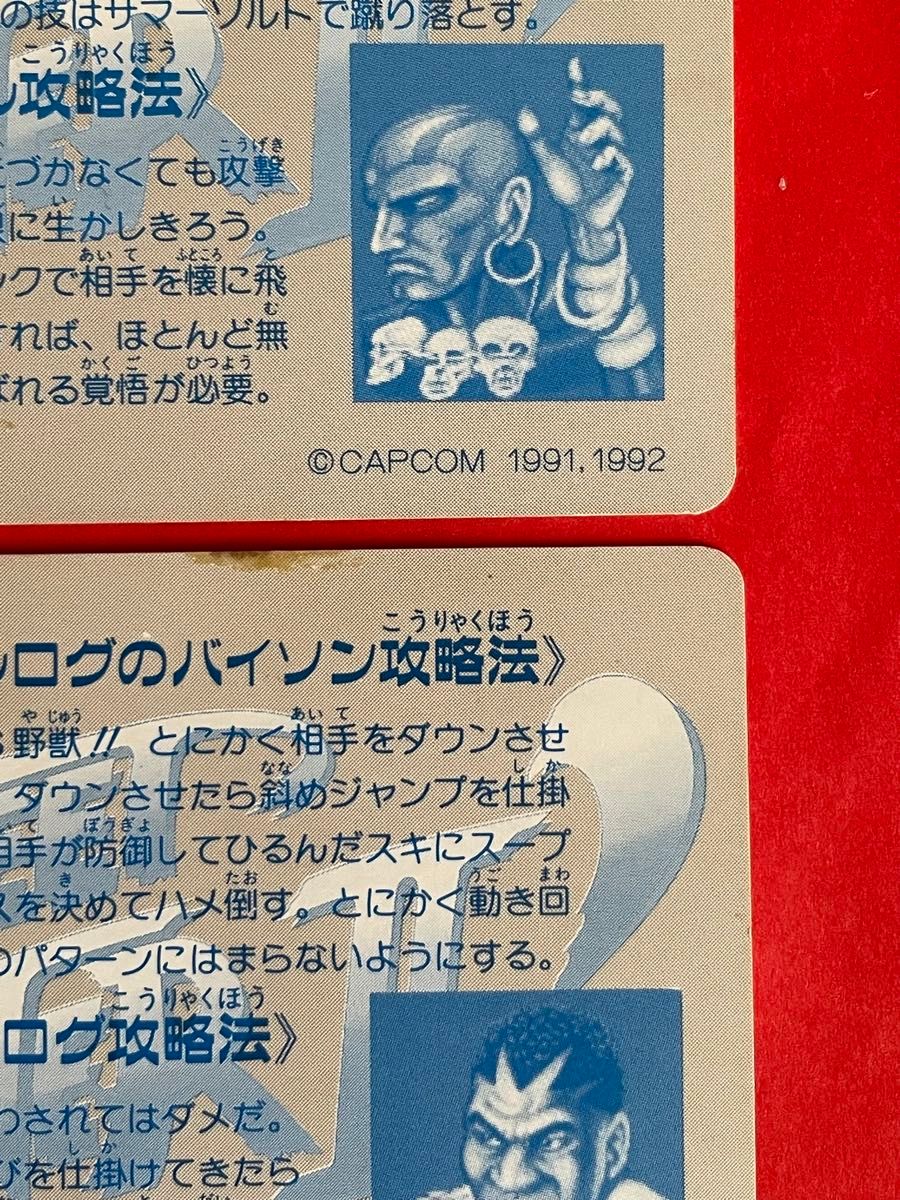 の技はサマーソルトで蹴り落とす。
こうりゃくほう
ン攻略法》
こうげき
づかなくても攻撃
い
に生かしきろう。
あいて ふところ と
ックで相手を懐に飛
む
すれば、ほとんど無
かくご ひつよう
ばれる覚悟が必要。
©CAPCOM 1991,1992
こうりゃくほう
ルログのバイソン攻略法》
やじゅう あいて
る野獣!! とにかく相手をダウンさせ
なな しか
、ダウンさせたら斜めジャンプを仕掛
て ぼうぎょ
相手が防御してひるんだスキにスープ
き たお うご まわ
スを決めてハメ倒す。とにかく動き回
のパターンにはまらないようにする。
こうりゃくほう
ログ攻略法》
わされてはダメだ。
しか
びを仕掛けてきたら